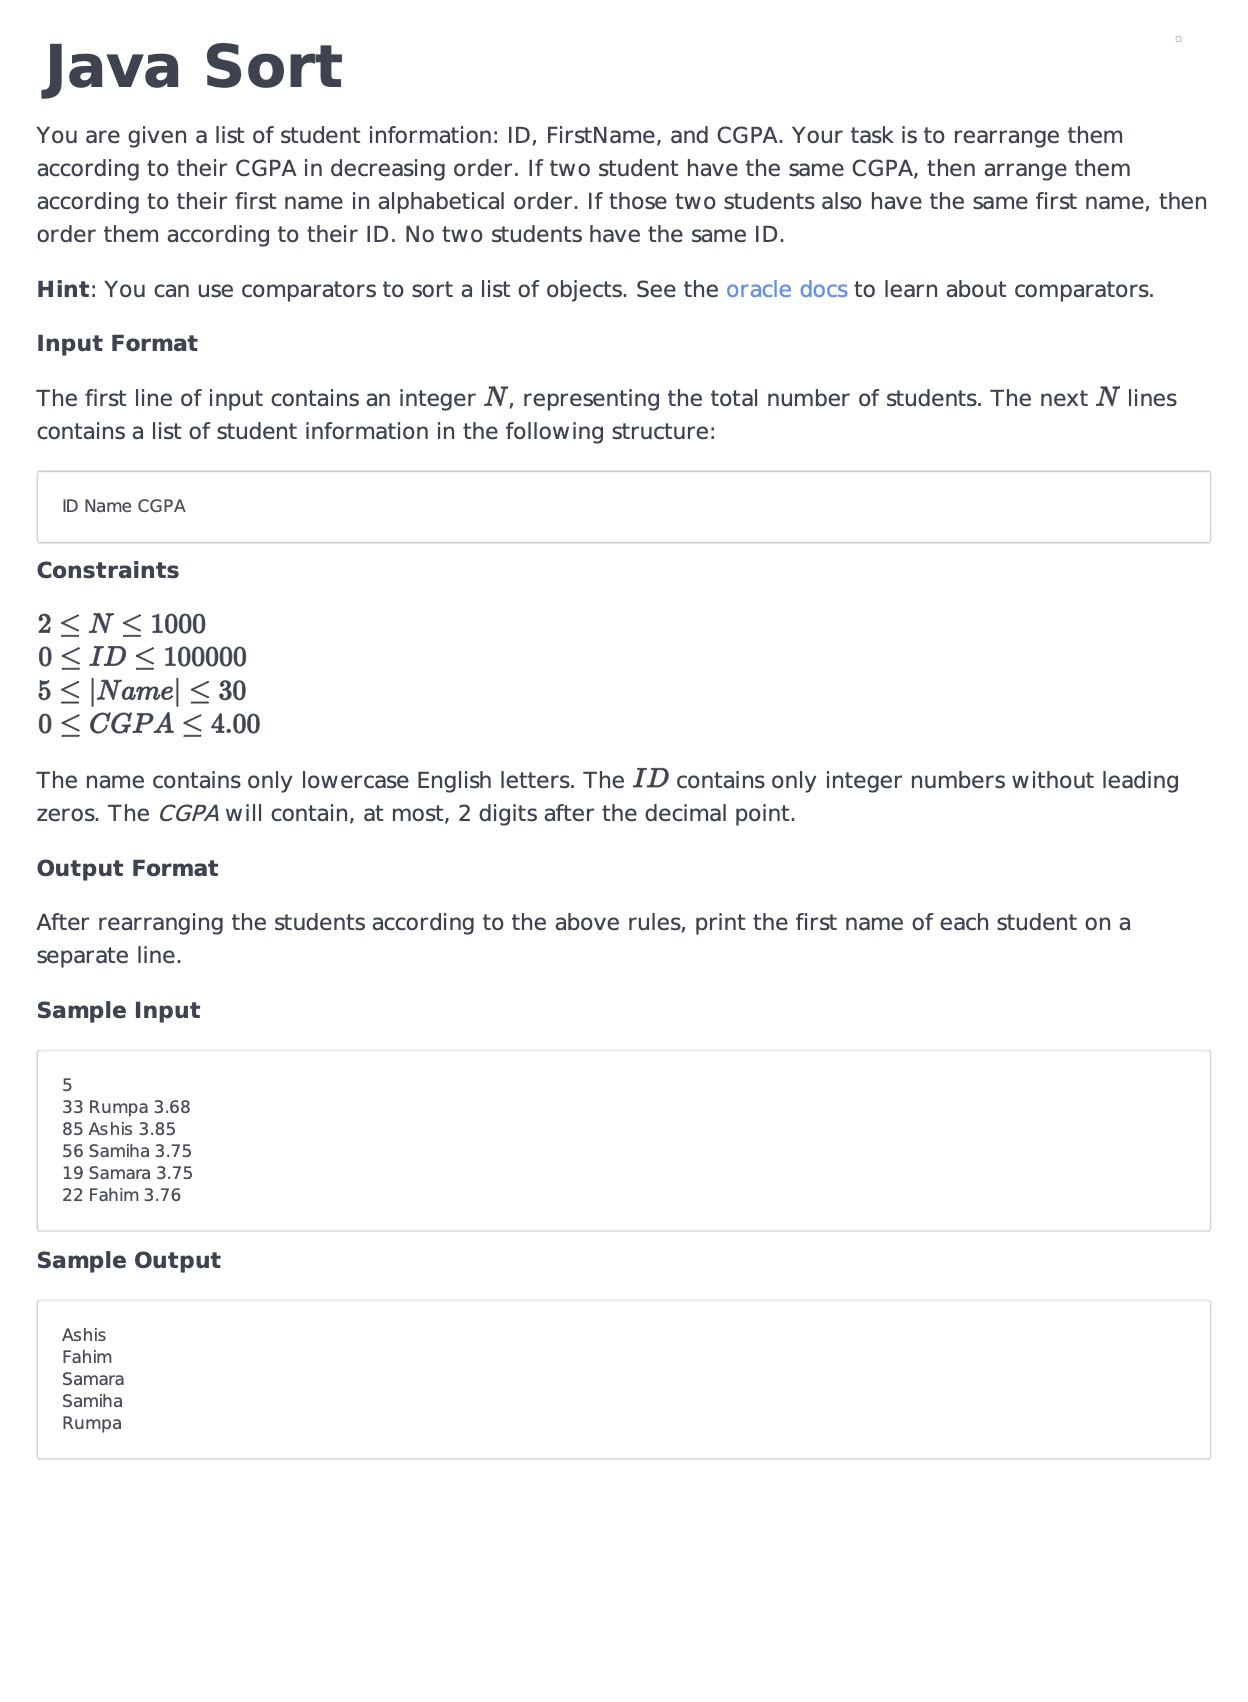 Java Sort
You are given a list of student information: ID, FirstName, and CGPA. Your task is to rearrange them
according to their CGPA in decreasing order. If two student have the same CGPA, then arrange them
according to their first name in alphabetical order. If those two students also have the same first name, then
order them according to their ID. No two students have the same ID.
Hint: You can use comparators to sort a list of objects. See the oracle docs to learn about comparators.
Input Format
The first line of input contains an integer N, representing the total number of students. The next N lines
contains a list of student information in the following structure:
ID Name CGPA
Constraints
2 ≤ N ≤ 1000
0 ≤ ID ≤ 100000
5 ≤ |Name| ≤ 30
0 ≤ CGPA ≤ 4.00
The name contains only lowercase English letters. The ID contains only integer numbers without leading
zeros. The CGPA will contain, at most, 2 digits after the decimal point.
Output Format
After rearranging the students according to the above rules, print the first name of each student on a
separate line.
Sample Input
5
33 Rumpa 3.68
85 Ashis 3.85
56 Samiha 3.75
19 Samara 3.75
22 Fahim 3.76
Sample Output
Ashis
Fahim
Samara
Samiha
Rumpa